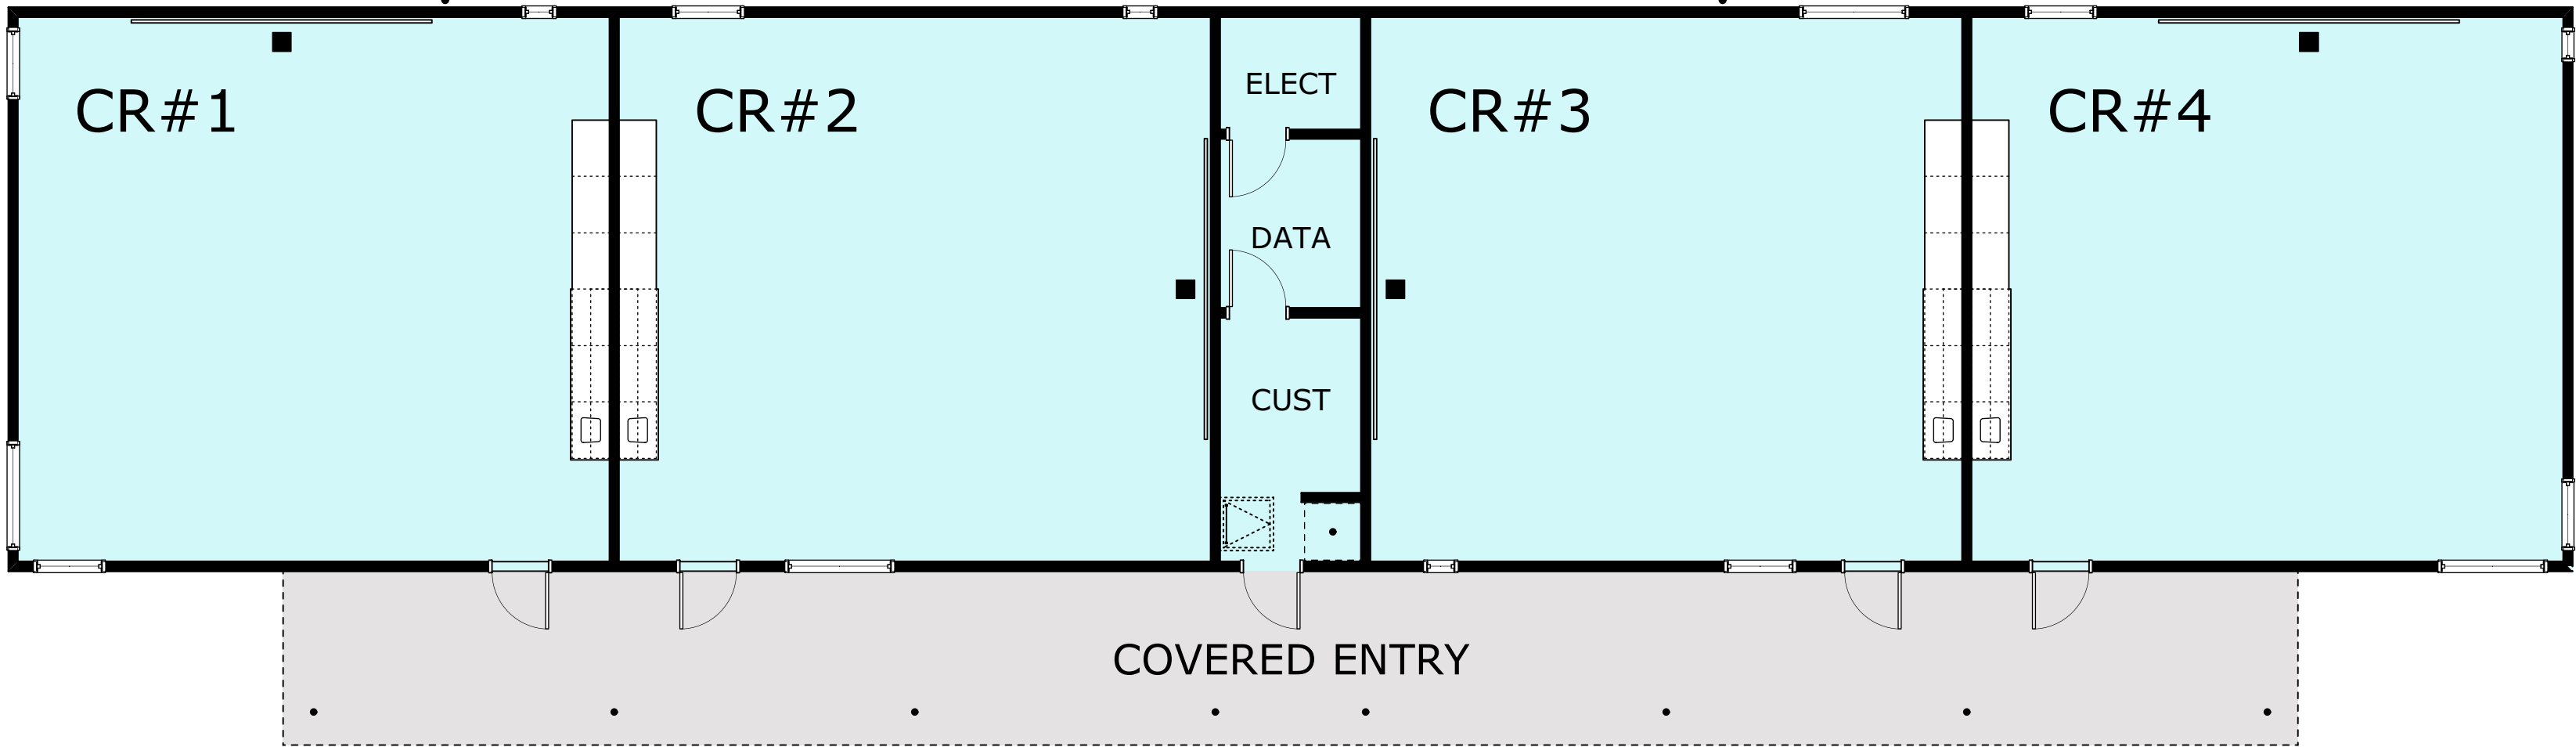 CR#1
CR#2
ELECT
DATA
CUST
CR#3
CR#4
COVERED ENTRY